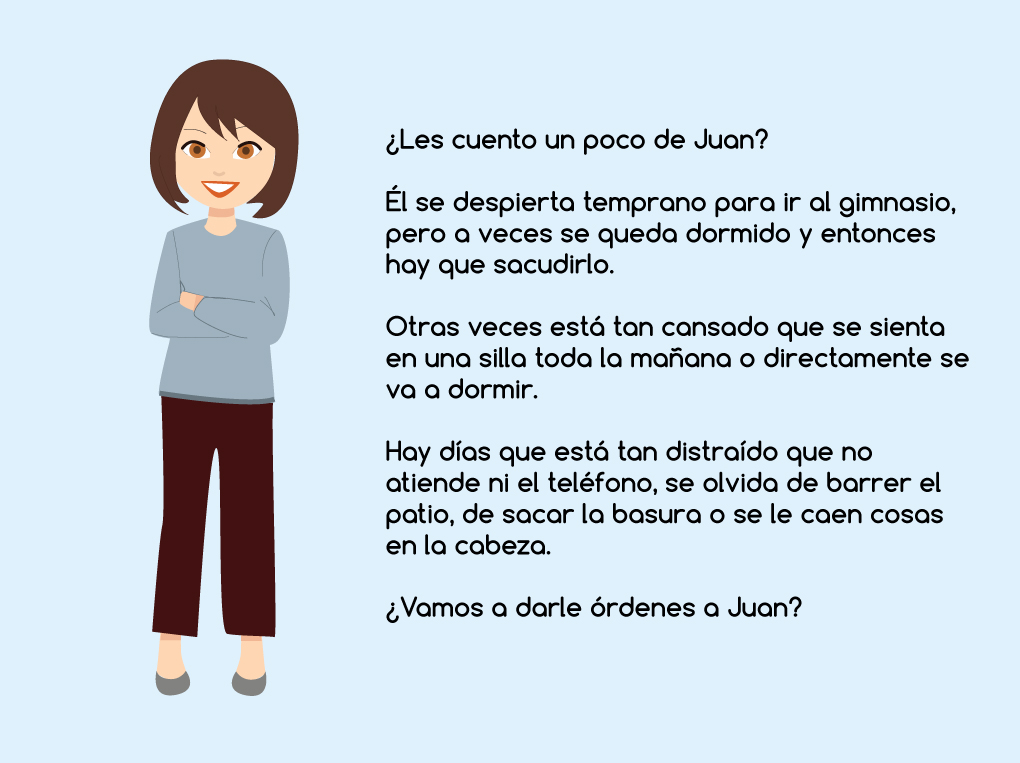 ¿Les cuento un poco de Juan?
Él se despierta temprano para ir al gimnasio,
pero a veces se queda dormido y entonces
hay que sacudirlo.
Otras veces está tan cansado que se sienta
en una silla toda la mañana o directamente se
va a dormir.
Hay días que está tan distraído que no
atiende ni el teléfono, se olvida de barrer el
patio, de sacar la basura o se le caen cosas
en la cabeza.
¿Vamos a darle órdenes a Juan?